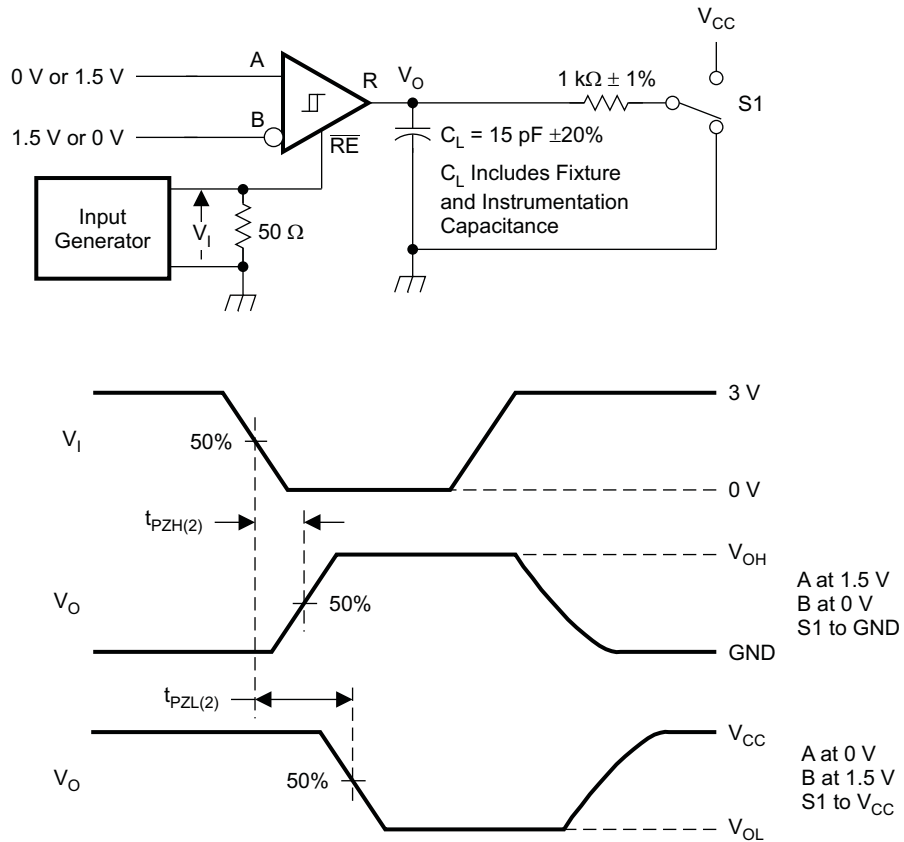 V_CC
0 V or 1.5 V
A
R
V_O
1 kΩ ± 1%
S1
1.5 V or 0 V
B
RE
C_L = 15 pF ±20%
C_L Includes Fixture
and Instrumentation
Capacitance
Input
Generator
V_I
50 Ω
3 V
V_I
50%
0 V
t_PZH(2)
V_OH
V_O
50%
A at 1.5 V
B at 0 V
S1 to GND
GND
t_PZL(2)
V_CC
V_O
50%
A at 0 V
B at 1.5 V
S1 to V_CC
V_OL